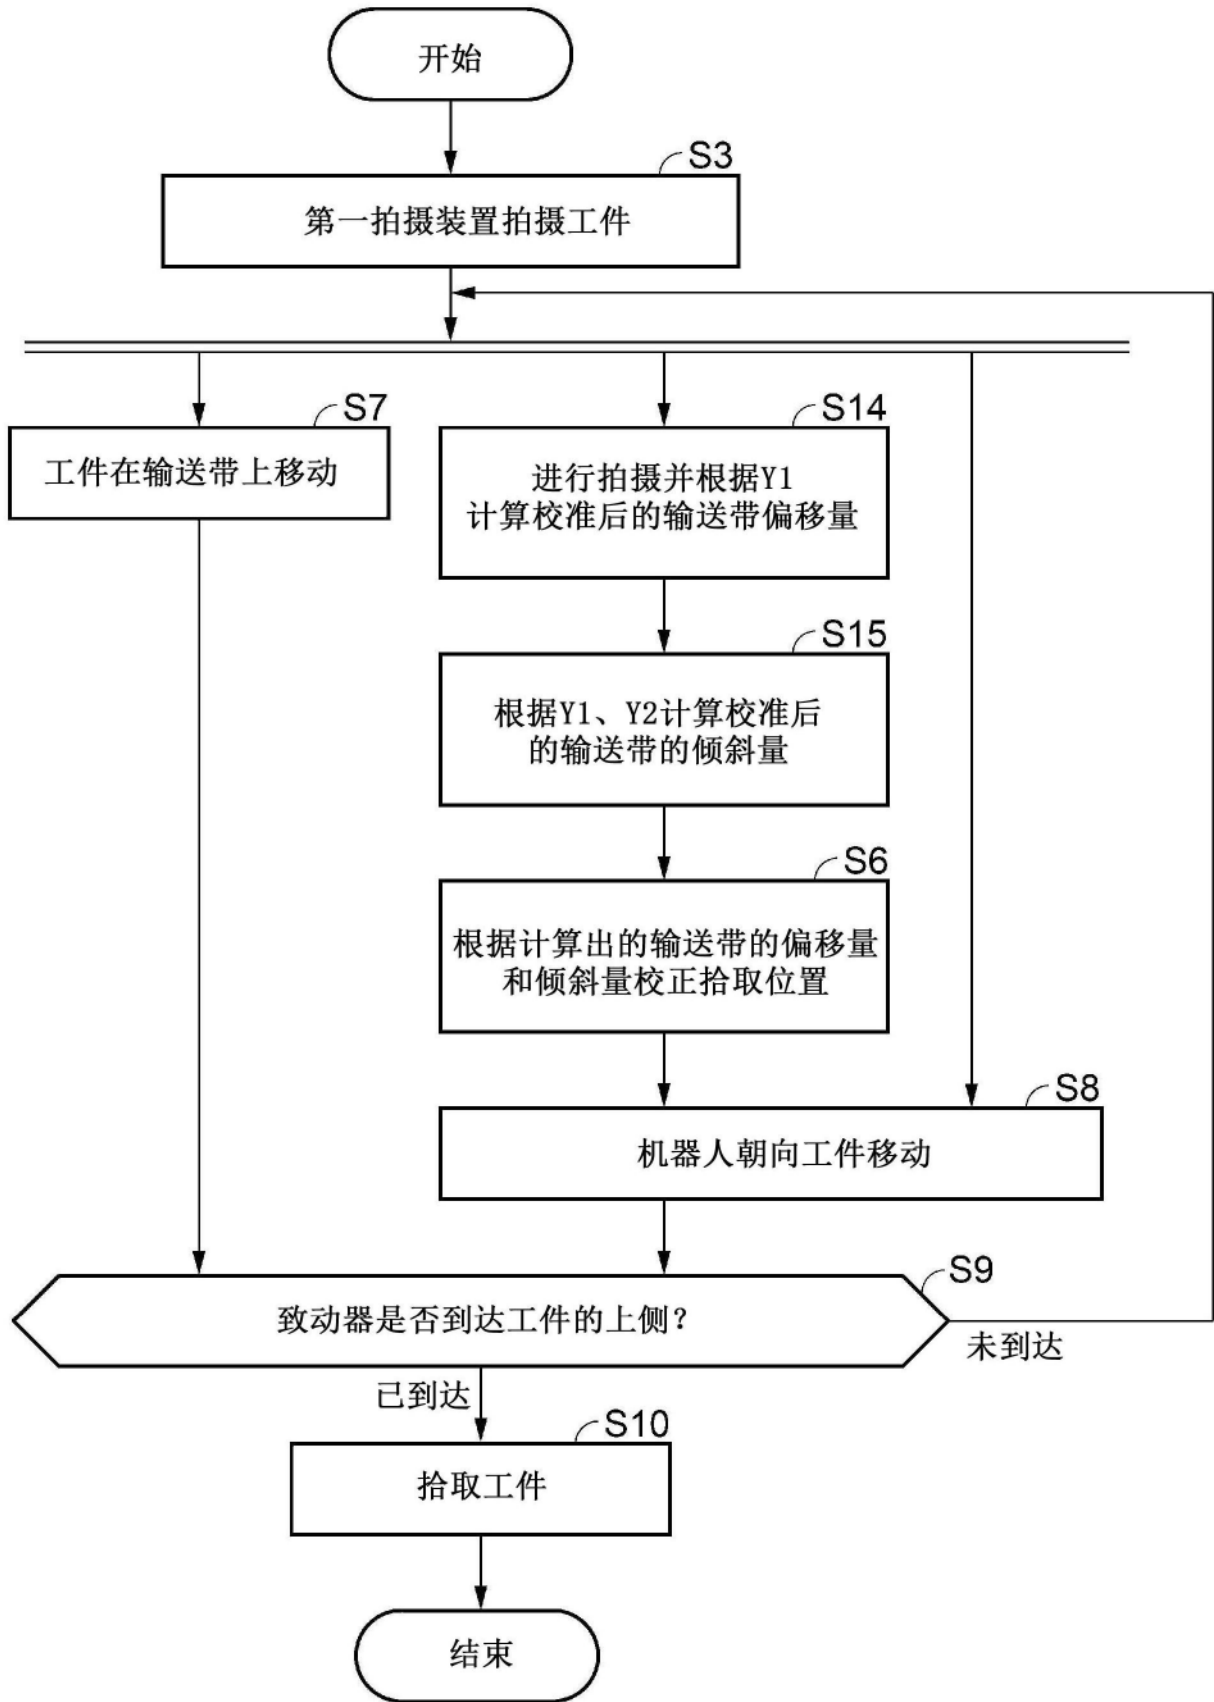 开始
S3
第一拍摄装置拍摄工件
S7
工件在输送带上移动
S14
进行拍摄并根据Y1
计算校准后的输送带偏移量
S15
根据Y1、Y2计算校准后
的输送带的倾斜量
S6
根据计算出的输送带的偏移量
和倾斜量校正拾取位置
S8
机器人朝向工件移动
S9
致动器是否到达工件的上侧?
未到达
已到达
S10
拾取工件
结束